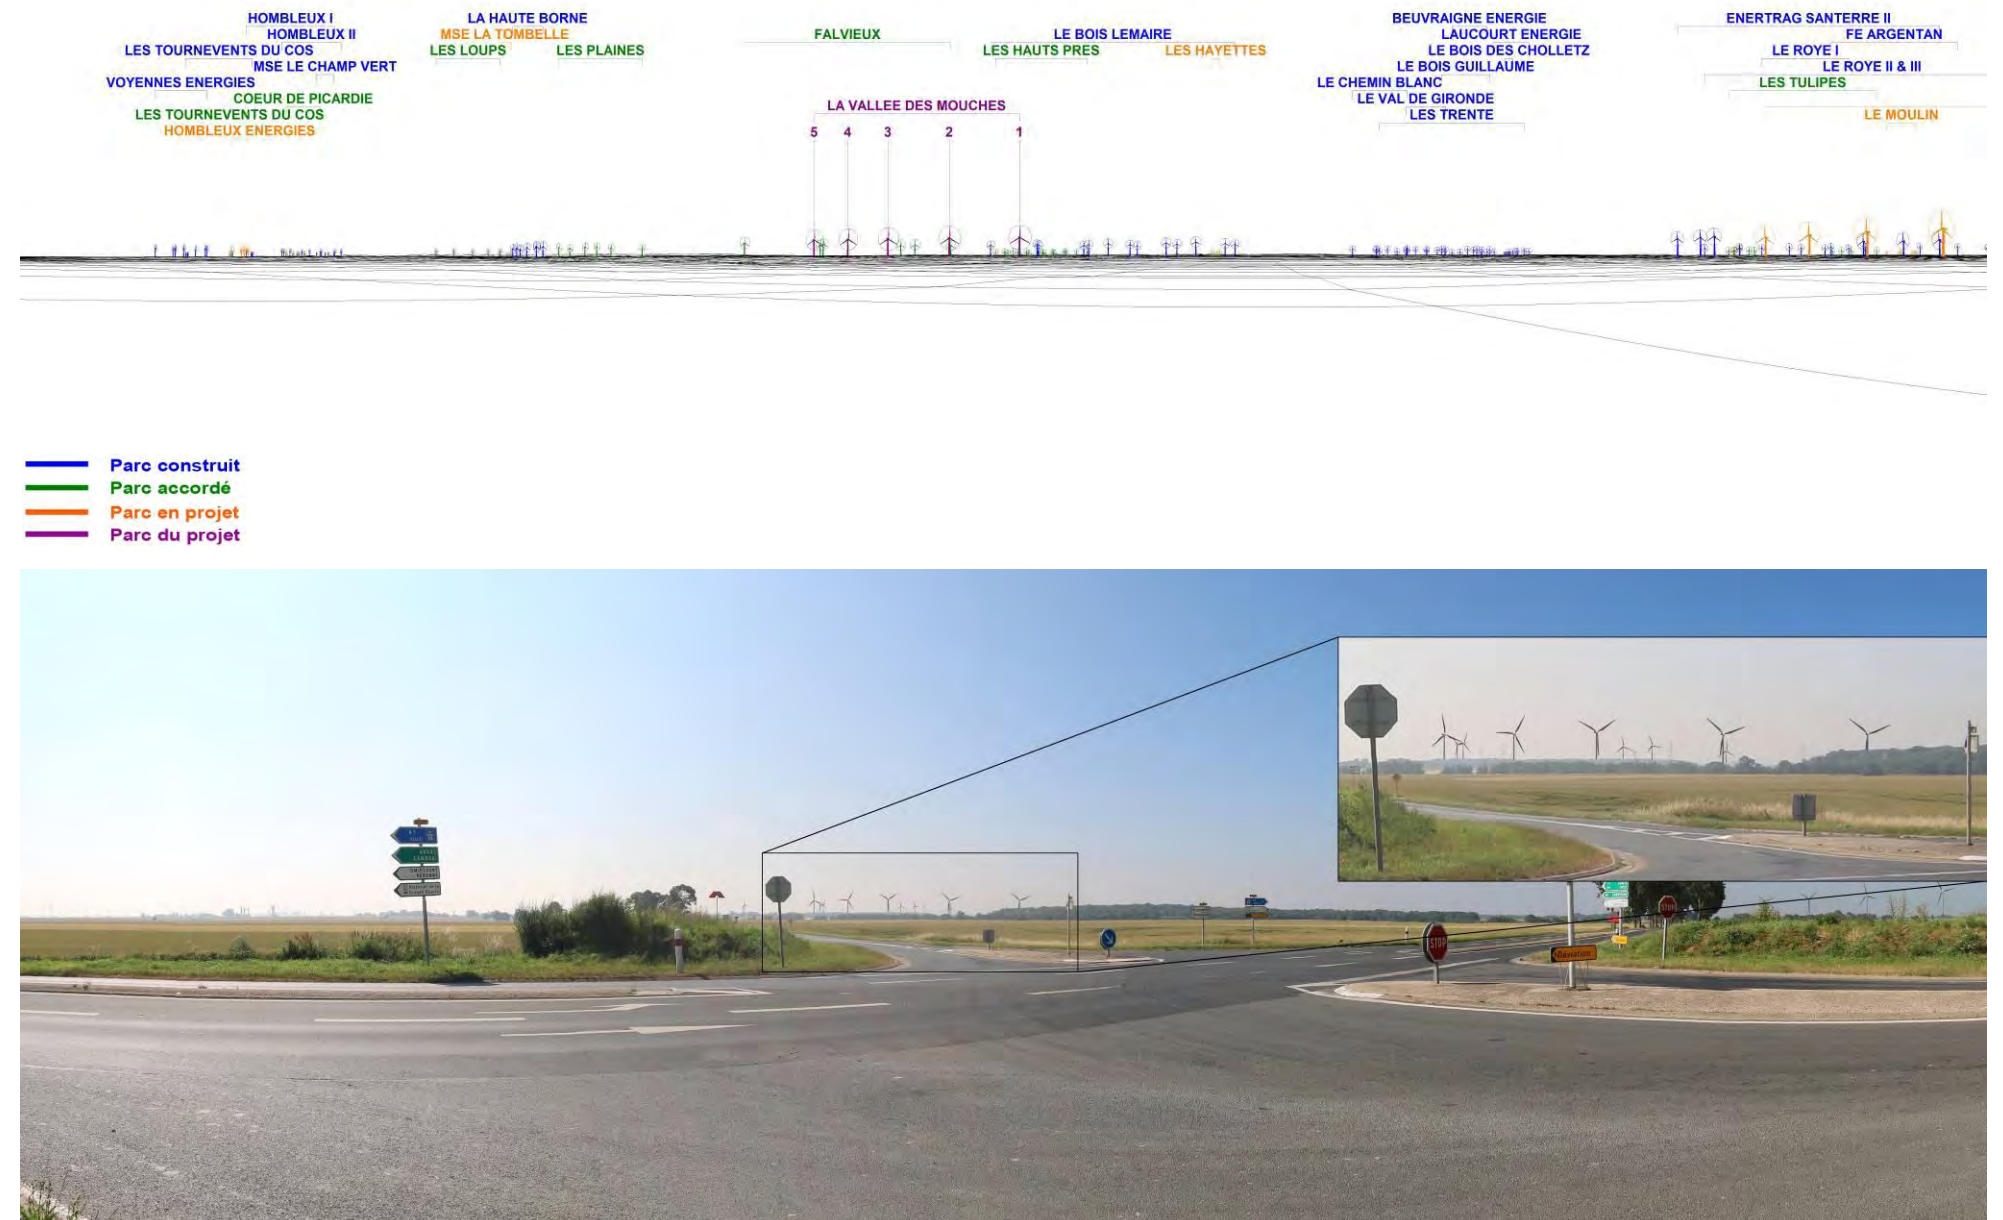 HOMBLEUX I
HOMBLEUX II
LES TOURNEVENTS DU COS
MSE LE CHAMP VERT
VOYENNES ENERGIES
COEUR DE PICARDIE
LES TOURNEVENTS DU COS
HOMBLEUX ENERGIES
LA HAUTE BORNE
MSE LA TOMBELLE
LES LOUPS
LES PLAINES
FALVIEUX
LE BOIS LEMAIRE
LES HAUTS PRES
LES HAYETTES
LA VALLEE DES MOUCHES
5 4 3 2 1
BEUVRAIGNE ENERGIE
LAUCOURT ENERGIE
LE BOIS DES CHOLLETZ
LE BOIS GUILLAUME
LE CHEMIN BLANC
LE VAL DE GIRONDE
LES TRENTE
ENERTRAG SANTERRE II
FE ARGENTAN
LE ROYE I
LE ROYE II & III
LES TULIPES
LE MOULIN
Parc construit
Parc accordé
Parc en projet
Parc du projet
STOP
STOP
Déviation